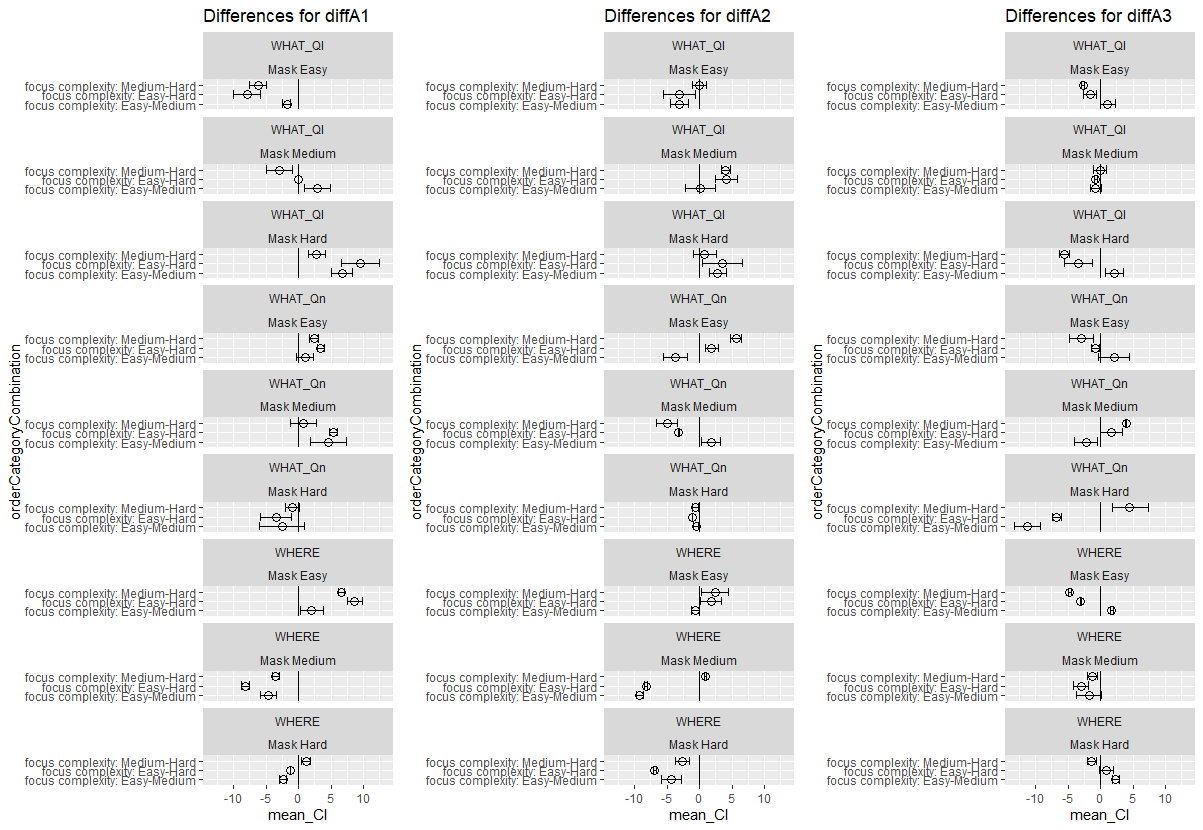 Differences for diffA1
WHAT_QI
Mask Easy
focus complexity: Medium-Hard
focus complexity: Easy-Hard
focus complexity: Easy-Medium
WHAT_QI
Mask Medium
focus complexity: Medium-Hard
focus complexity: Easy-Hard
focus complexity: Easy-Medium
WHAT_QI
Mask Hard
focus complexity: Medium-Hard
focus complexity: Easy-Hard
focus complexity: Easy-Medium
WHAT_Qn
Mask Easy
focus complexity: Medium-Hard
focus complexity: Easy-Hard
focus complexity: Easy-Medium
WHAT_Qn
Mask Medium
focus complexity: Medium-Hard
focus complexity: Easy-Hard
focus complexity: Easy-Medium
WHAT_Qn
Mask Hard
focus complexity: Medium-Hard
focus complexity: Easy-Hard
focus complexity: Easy-Medium
WHERE
Mask Easy
focus complexity: Medium-Hard
focus complexity: Easy-Hard
focus complexity: Easy-Medium
WHERE
Mask Medium
focus complexity: Medium-Hard
focus complexity: Easy-Hard
focus complexity: Easy-Medium
WHERE
Mask Hard
focus complexity: Medium-Hard
focus complexity: Easy-Hard
focus complexity: Easy-Medium
-10 -5 0 5 10
mean_CI
orderCategoryCombination
Differences for diffA2
WHAT_QI
Mask Easy
focus complexity: Medium-Hard
focus complexity: Easy-Hard
focus complexity: Easy-Medium
WHAT_QI
Mask Medium
focus complexity: Medium-Hard
focus complexity: Easy-Hard
focus complexity: Easy-Medium
WHAT_QI
Mask Hard
focus complexity: Medium-Hard
focus complexity: Easy-Hard
focus complexity: Easy-Medium
WHAT_Qn
Mask Easy
focus complexity: Medium-Hard
focus complexity: Easy-Hard
focus complexity: Easy-Medium
WHAT_Qn
Mask Medium
focus complexity: Medium-Hard
focus complexity: Easy-Hard
focus complexity: Easy-Medium
WHAT_Qn
Mask Hard
focus complexity: Medium-Hard
focus complexity: Easy-Hard
focus complexity: Easy-Medium
WHERE
Mask Easy
focus complexity: Medium-Hard
focus complexity: Easy-Hard
focus complexity: Easy-Medium
WHERE
Mask Medium
focus complexity: Medium-Hard
focus complexity: Easy-Hard
focus complexity: Easy-Medium
WHERE
Mask Hard
focus complexity: Medium-Hard
focus complexity: Easy-Hard
focus complexity: Easy-Medium
-10 -5 0 5 10
mean_CI
orderCategoryCombination
Differences for diffA3
WHAT_QI
Mask Easy
focus complexity: Medium-Hard
focus complexity: Easy-Hard
focus complexity: Easy-Medium
WHAT_QI
Mask Medium
focus complexity: Medium-Hard
focus complexity: Easy-Hard
focus complexity: Easy-Medium
WHAT_QI
Mask Hard
focus complexity: Medium-Hard
focus complexity: Easy-Hard
focus complexity: Easy-Medium
WHAT_Qn
Mask Easy
focus complexity: Medium-Hard
focus complexity: Easy-Hard
focus complexity: Easy-Medium
WHAT_Qn
Mask Medium
focus complexity: Medium-Hard
focus complexity: Easy-Hard
focus complexity: Easy-Medium
WHAT_Qn
Mask Hard
focus complexity: Medium-Hard
focus complexity: Easy-Hard
focus complexity: Easy-Medium
WHERE
Mask Easy
focus complexity: Medium-Hard
focus complexity: Easy-Hard
focus complexity: Easy-Medium
WHERE
Mask Medium
focus complexity: Medium-Hard
focus complexity: Easy-Hard
focus complexity: Easy-Medium
WHERE
Mask Hard
focus complexity: Medium-Hard
focus complexity: Easy-Hard
focus complexity: Easy-Medium
-10 -5 0 5 10
mean_CI
orderCategoryCombination